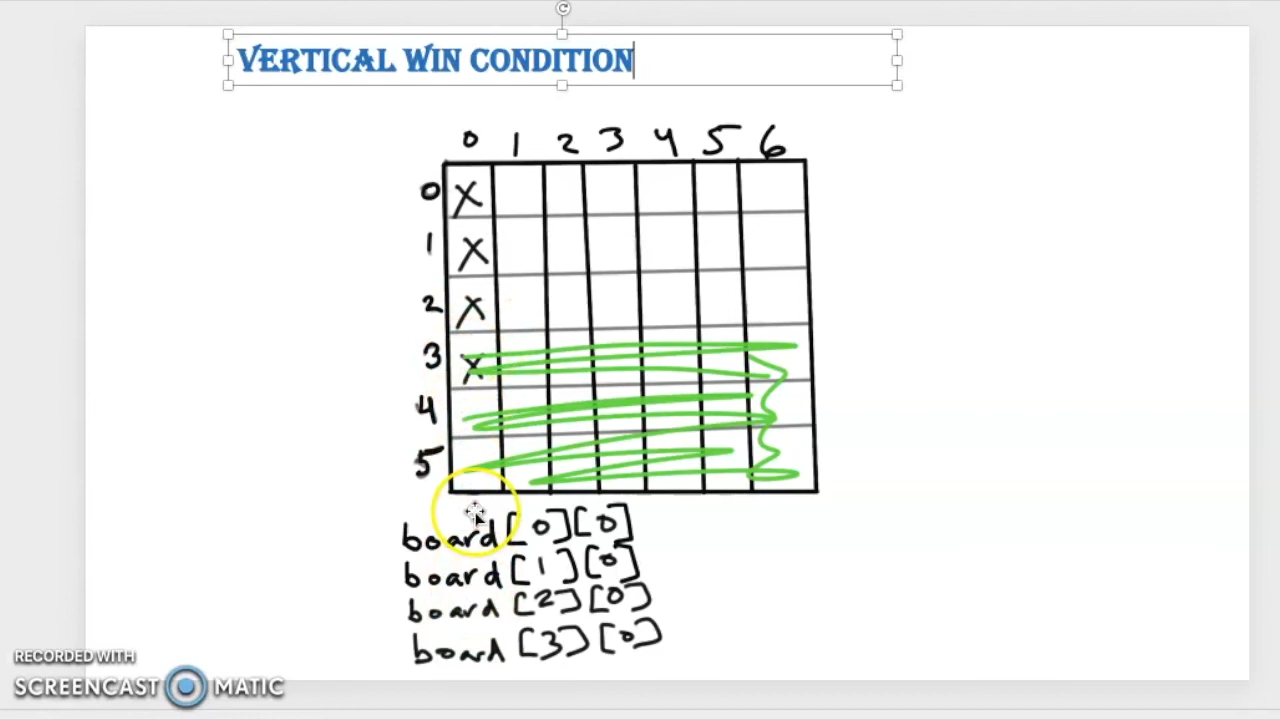 VERTICAL WIN CONDITION
0 1 2 3 4 5 6
0 X
1 X
2 X
3 X
4
5
board [0][0]
board [1][0]
board [2][0]
board [3][0]
RECORDED WITH
SCREENCAST MATIC